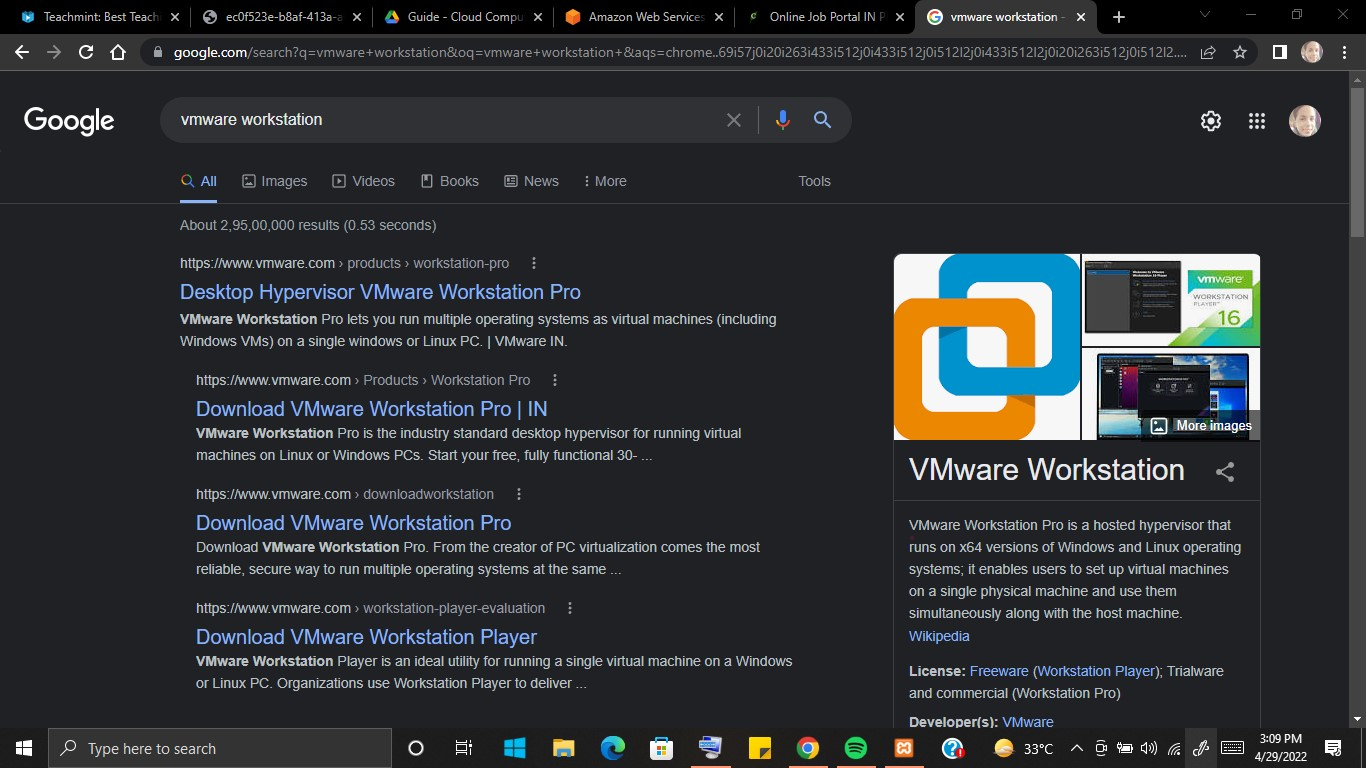 Teachmint: Best Teach
ec0f523e-b8af-413a-a
Guide - Cloud Compu
Amazon Web Services
Online Job Portal IN P
vmware workstation -
google.com/search?q=vmware+workstation&oq=vmware+workstation+&aqs=chrome..69i57j0i20i263i433i512j0i433i512j0i512l2j0i433i512l2j0i20i263i512j0i512l2....
Google
vmware workstation
All
Images
Videos
Books
News
More
Tools
About 2,95,00,000 results (0.53 seconds)
https://www.vmware.com › products › workstation-pro
Desktop Hypervisor VMware Workstation Pro
VMware Workstation Pro lets you run multiple operating systems as virtual machines (including
Windows VMs) on a single windows or Linux PC. | VMware IN.
https://www.vmware.com › Products › Workstation Pro
Download VMware Workstation Pro | IN
VMware Workstation Pro is the industry standard desktop hypervisor for running virtual
machines on Linux or Windows PCs. Start your free, fully functional 30- ...
https://www.vmware.com › downloadworkstation
Download VMware Workstation Pro
Download VMware Workstation Pro. From the creator of PC virtualization comes the most
reliable, secure way to run multiple operating systems at the same ...
https://www.vmware.com › workstation-player-evaluation
Download VMware Workstation Player
VMware Workstation Player is an ideal utility for running a single virtual machine on a Windows
or Linux PC. Organizations use Workstation Player to deliver ...
vmware
WORKSTATION
PLAYER™
16
More images
VMware Workstation
VMware Workstation Pro is a hosted hypervisor that
runs on x64 versions of Windows and Linux operating
systems; it enables users to set up virtual machines
on a single physical machine and use them
simultaneously along with the host machine.
Wikipedia
License: Freeware (Workstation Player); Trialware
and commercial (Workstation Pro)
Developer(s): VMware
Type here to search
33°C
3:09 PM
4/29/2022